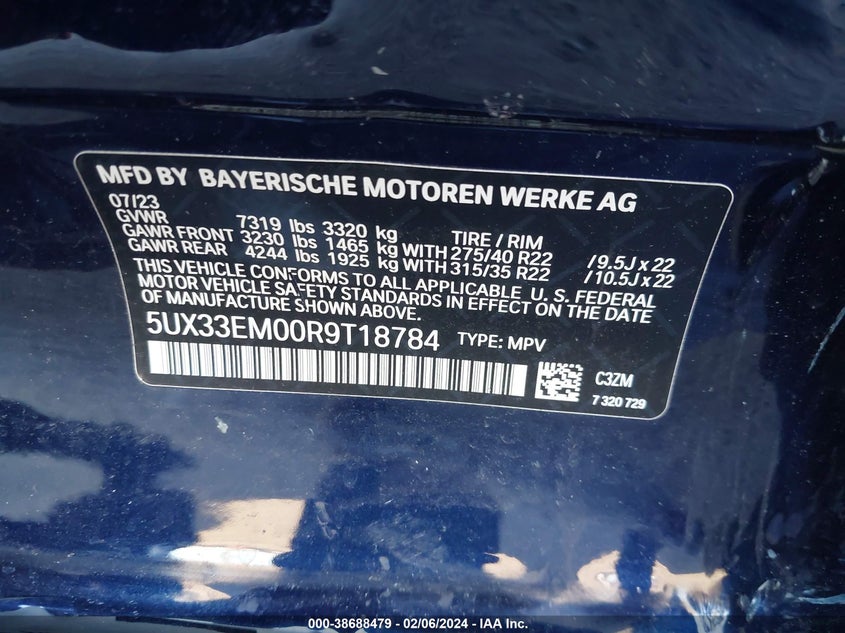 MFD BY BAYERISCHE MOTOREN WERKE AG
07/23
GVWR 7319 lbs 3320 kg TIRE / RIM
GAWR FRONT 3230 lbs 1465 kg WITH 275/40 R22 /9.5J x 22
GAWR REAR 4244 lbs 1925 kg WITH 315/35 R22 /10.5J x 22
THIS VEHICLE CONFORMS TO ALL APPLICABLE U. S. FEDERAL
MOTOR VEHICLE SAFETY STANDARDS IN EFFECT ON THE DATE
OF MANUFACTURE SHOWN ABOVE.
5UX33EM00R9T18784 TYPE: MPV
C3ZM
7 320 729
000-38688479 - 02/06/2024 - IAA Inc.